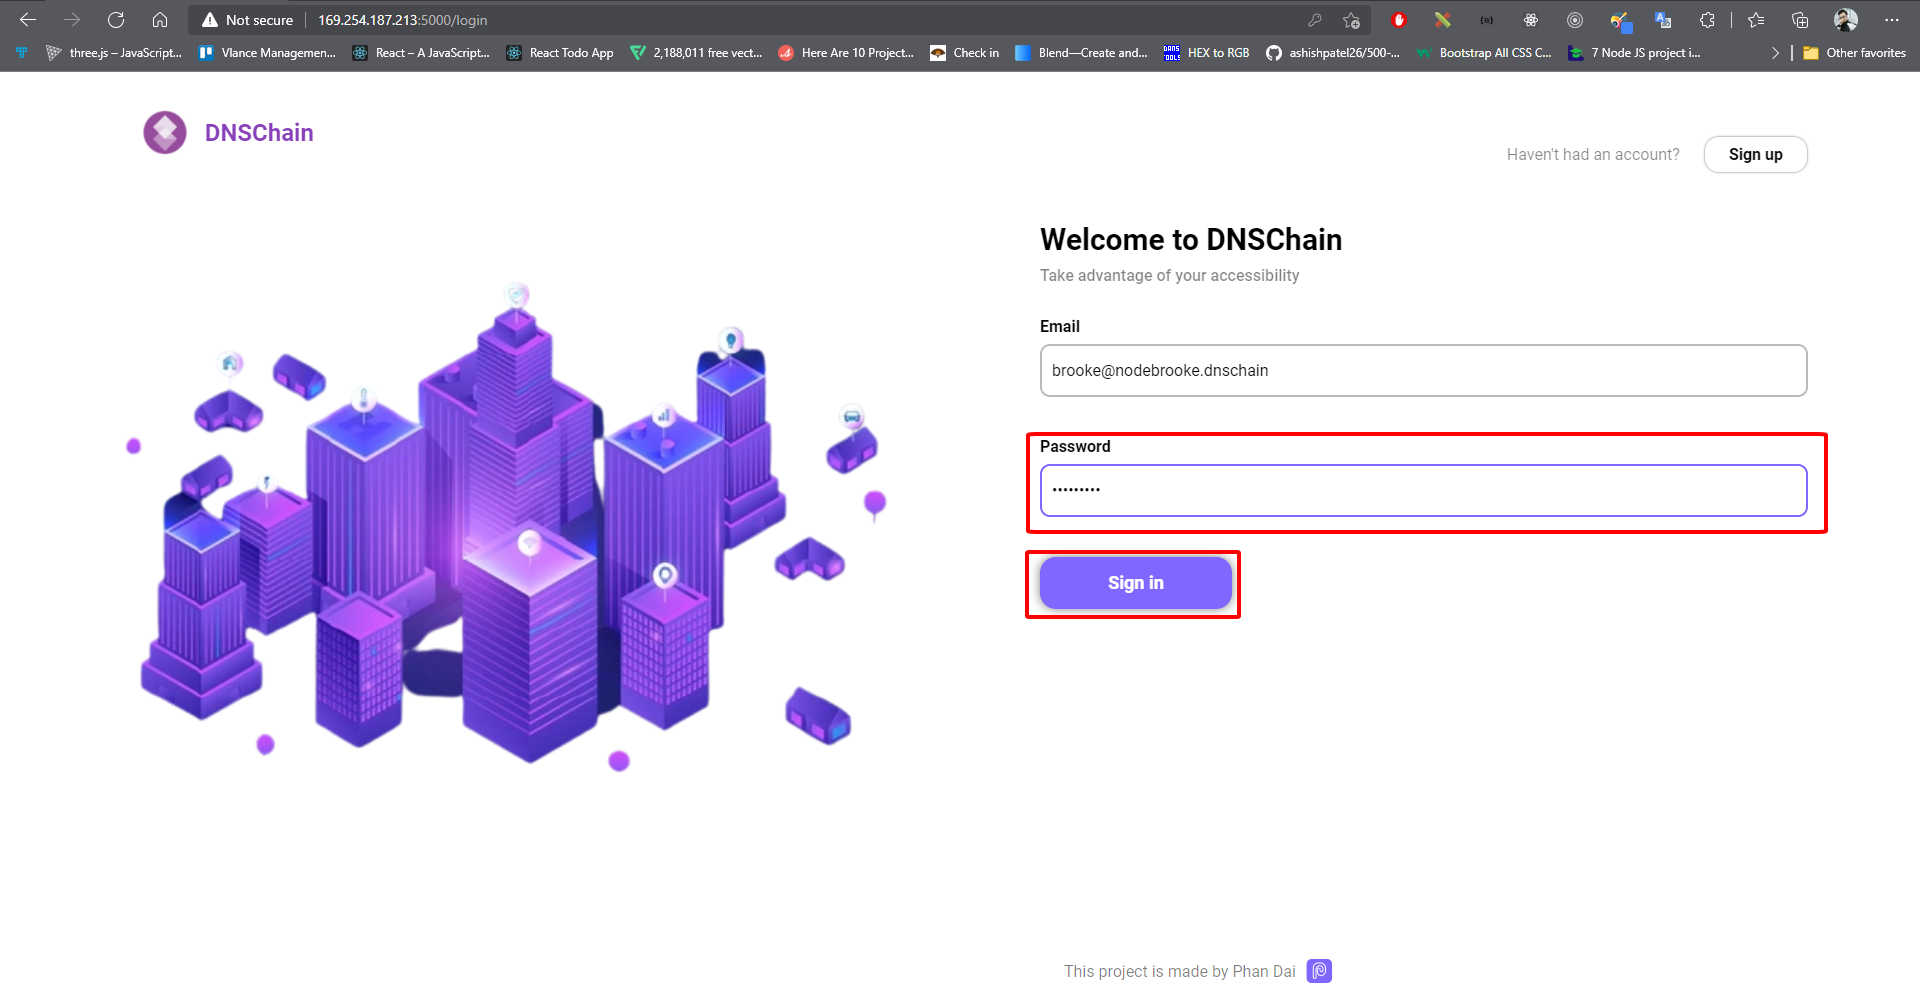 Not secure
169.254.187.213:5000/login
three.js – JavaScript...
Vlance Managemen...
React – A JavaScript...
React Todo App
2,188,011 free vect...
Here Are 10 Project...
Check in
Blend—Create and...
HEX to RGB
ashishpatel26/500-...
Bootstrap All CSS C...
7 Node JS project i...
Other favorites
DNSChain
Haven't had an account?
Sign up
Welcome to DNSChain
Take advantage of your accessibility
Email
brooke@nodebrooke.dnschain
Password
•••••••••
Sign in
This project is made by Phan Dai